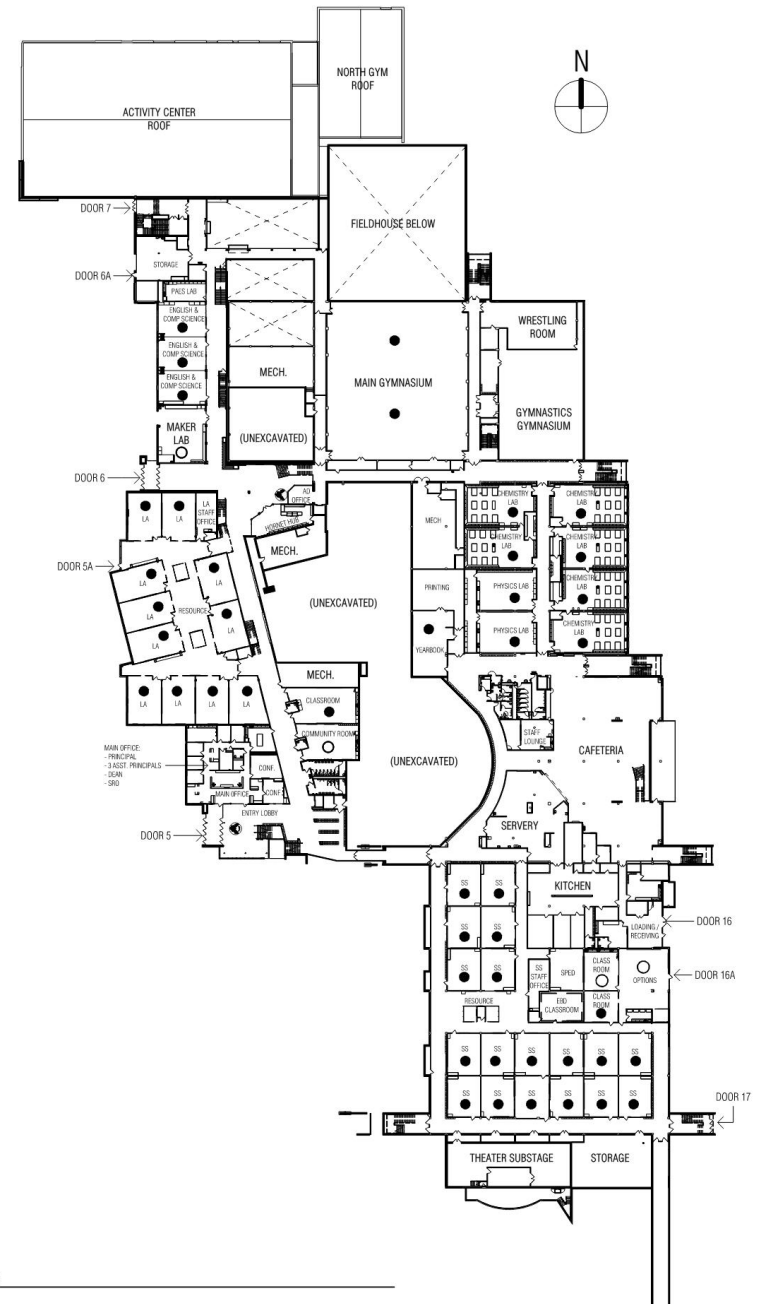 NORTH GYM
ROOF
N
ACTIVITY CENTER
ROOF
DOOR 7
FIELDHOUSE BELOW
STORAGE
DOOR 6A
PAES LAB
ENGLISH &
COMP SCIENCE
ENGLISH &
COMP SCIENCE
ENGLISH &
COMP SCIENCE
WRESTLING
ROOM
MECH.
MAIN GYMNASIUM
GYMNASTICS
GYMNASIUM
MAKER
LAB
(UNEXCAVATED)
DOOR 6
AD
OFFICE
HORNET HUB
LA
LA
LA
STAFF
OFFICE
MECH
CHEMISTRY
LAB
CHEMISTRY
LAB
CHEMISTRY
LAB
CHEMISTRY
LAB
MECH.
DOOR 5A
LA
LA
PRINTING
PHYSICS LAB
CHEMISTRY
LAB
(UNEXCAVATED)
LA
RESOURCE
LA
LA
YEARBOOK
PHYSICS LAB
CHEMISTRY
LAB
MECH.
LA
LA
LA
LA
CLASSROOM
COMMUNITY ROOM
STAFF
LOUNGE
CAFETERIA
MAIN OFFICE:
- PRINCIPAL
- 3 ASST. PRINCIPALS
- DEAN
- SRO
CONF.
(UNEXCAVATED)
MAIN OFFICE
CONF.
ENTRY LOBBY
DOOR 5
SERVERY
SS
SS
KITCHEN
SS
SS
LOADING /
RECEIVING
DOOR 16
SS
SS
SS
STAFF
OFFICE
SPED
CLASS
ROOM
OPTIONS
DOOR 16A
RESOURCE
EBD
CLASSROOM
CLASS
ROOM
SS
SS
SS
SS
SS
SS
SS
SS
SS
SS
SS
SS
DOOR 17
THEATER SUBSTAGE
STORAGE